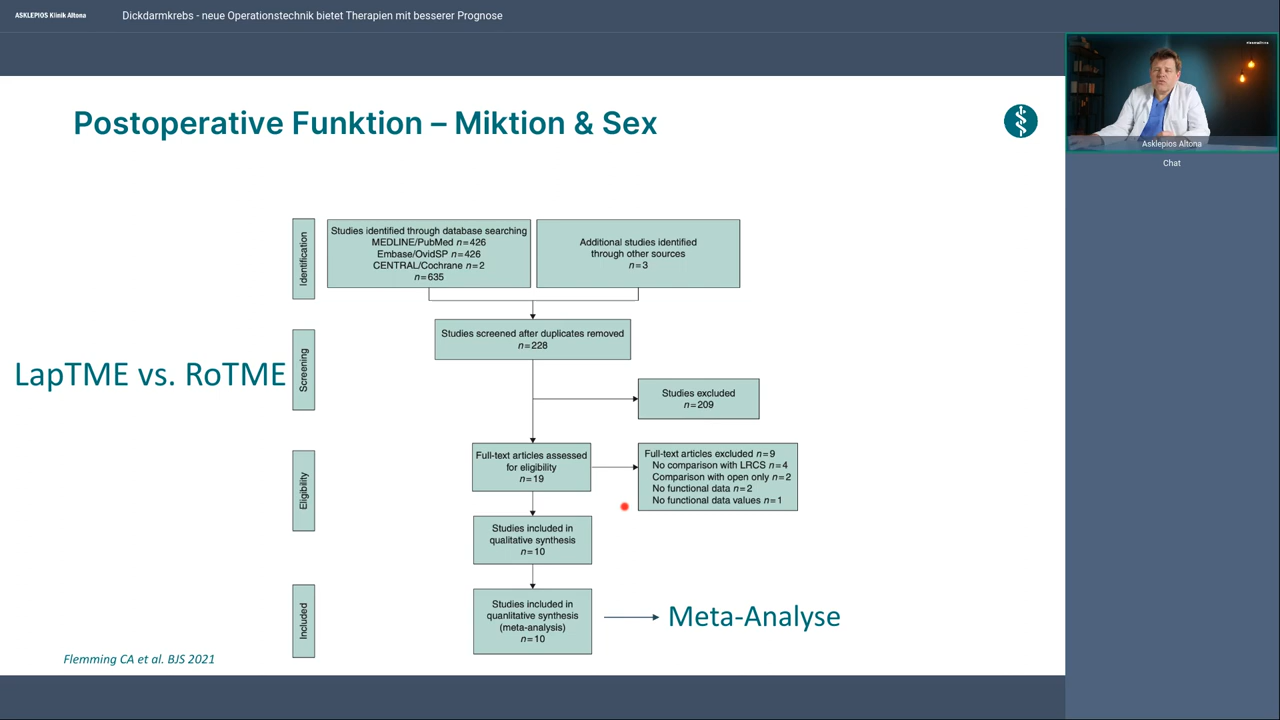 ASKLEPIOS Klinik Altona
Dickdarmkrebs - neue Operationstechnik bietet Therapien mit besserer Prognose
Postoperative Funktion – Miktion & Sex
Identification
Studies identified through database searching
MEDLINE/PubMed n=426
Embase/OvidSP n=426
CENTRAL/Cochrane n=2
n=635
Additional studies identified
through other sources
n=3
Studies screened after duplicates removed
n=228
LapTME vs. RoTME
Screening
Studies excluded
n=209
Eligibility
Full-text articles assessed
for eligibility
n=19
Full-text articles excluded n=9
No comparison with LRCS n=4
Comparison with open only n=2
No functional data n=2
No functional data values n=1
Studies included in
qualitative synthesis
n=10
Included
Studies included in
quanlitative synthesis
(meta-analysis)
n=10
Meta-Analyse
Flemming CA et al. BJS 2021
Asklepios Altona
Chat